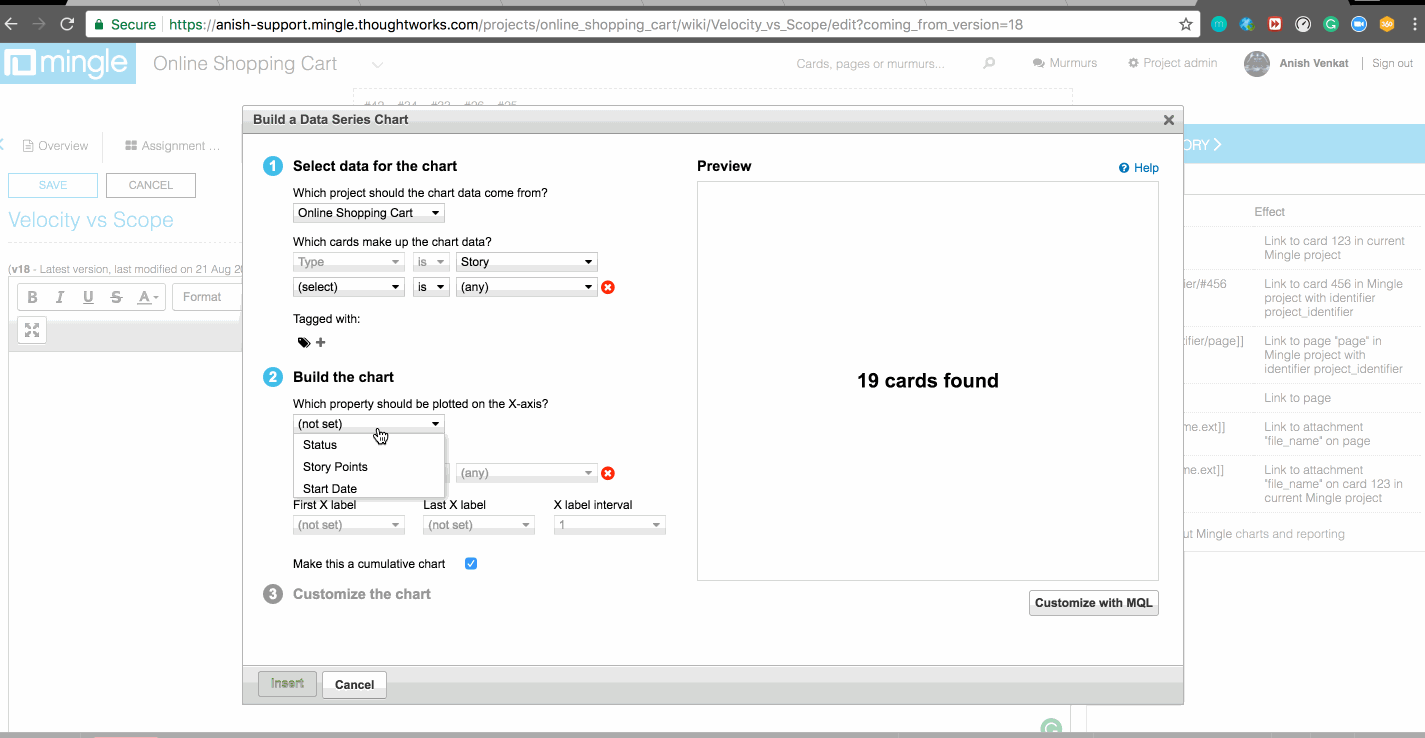 Secure https://anish-support.mingle.thoughtworks.com/projects/online_shopping_cart/wiki/Velocity_vs_Scope/edit?coming_from_version=18
mingle Online Shopping Cart Cards, pages or murmurs... Murmurs Project admin Anish Venkat Sign out
#42 #34 #33 #26 #25
Build a Data Series Chart
Overview Assignment ... ORY
SAVE CANCEL
Velocity vs Scope
(v18 - Latest version, last modified on 21 Aug 20
B I U S A Format
1 Select data for the chart
Which project should the chart data come from?
Online Shopping Cart
Which cards make up the chart data?
Type is Story
(select) is (any)
Tagged with:
2 Build the chart
Which property should be plotted on the X-axis?
(not set)
Status
Story Points
Start Date
(any)
First X label Last X label X label interval
(not set) (not set) 1
Make this a cumulative chart
3 Customize the chart
Insert Cancel
Preview Help
19 cards found
Customize with MQL
Effect
Link to card 123 in current
Mingle project
ier/#456 Link to card 456 in Mingle
project with identifier
project_identifier
tifier/page]] Link to page "page" in
Mingle project with
identifier project_identifier
Link to page
me.ext]] Link to attachment
"file_name" on page
me.ext]] Link to attachment
"file_name" on card 123 in
current Mingle project
ut Mingle charts and reporting